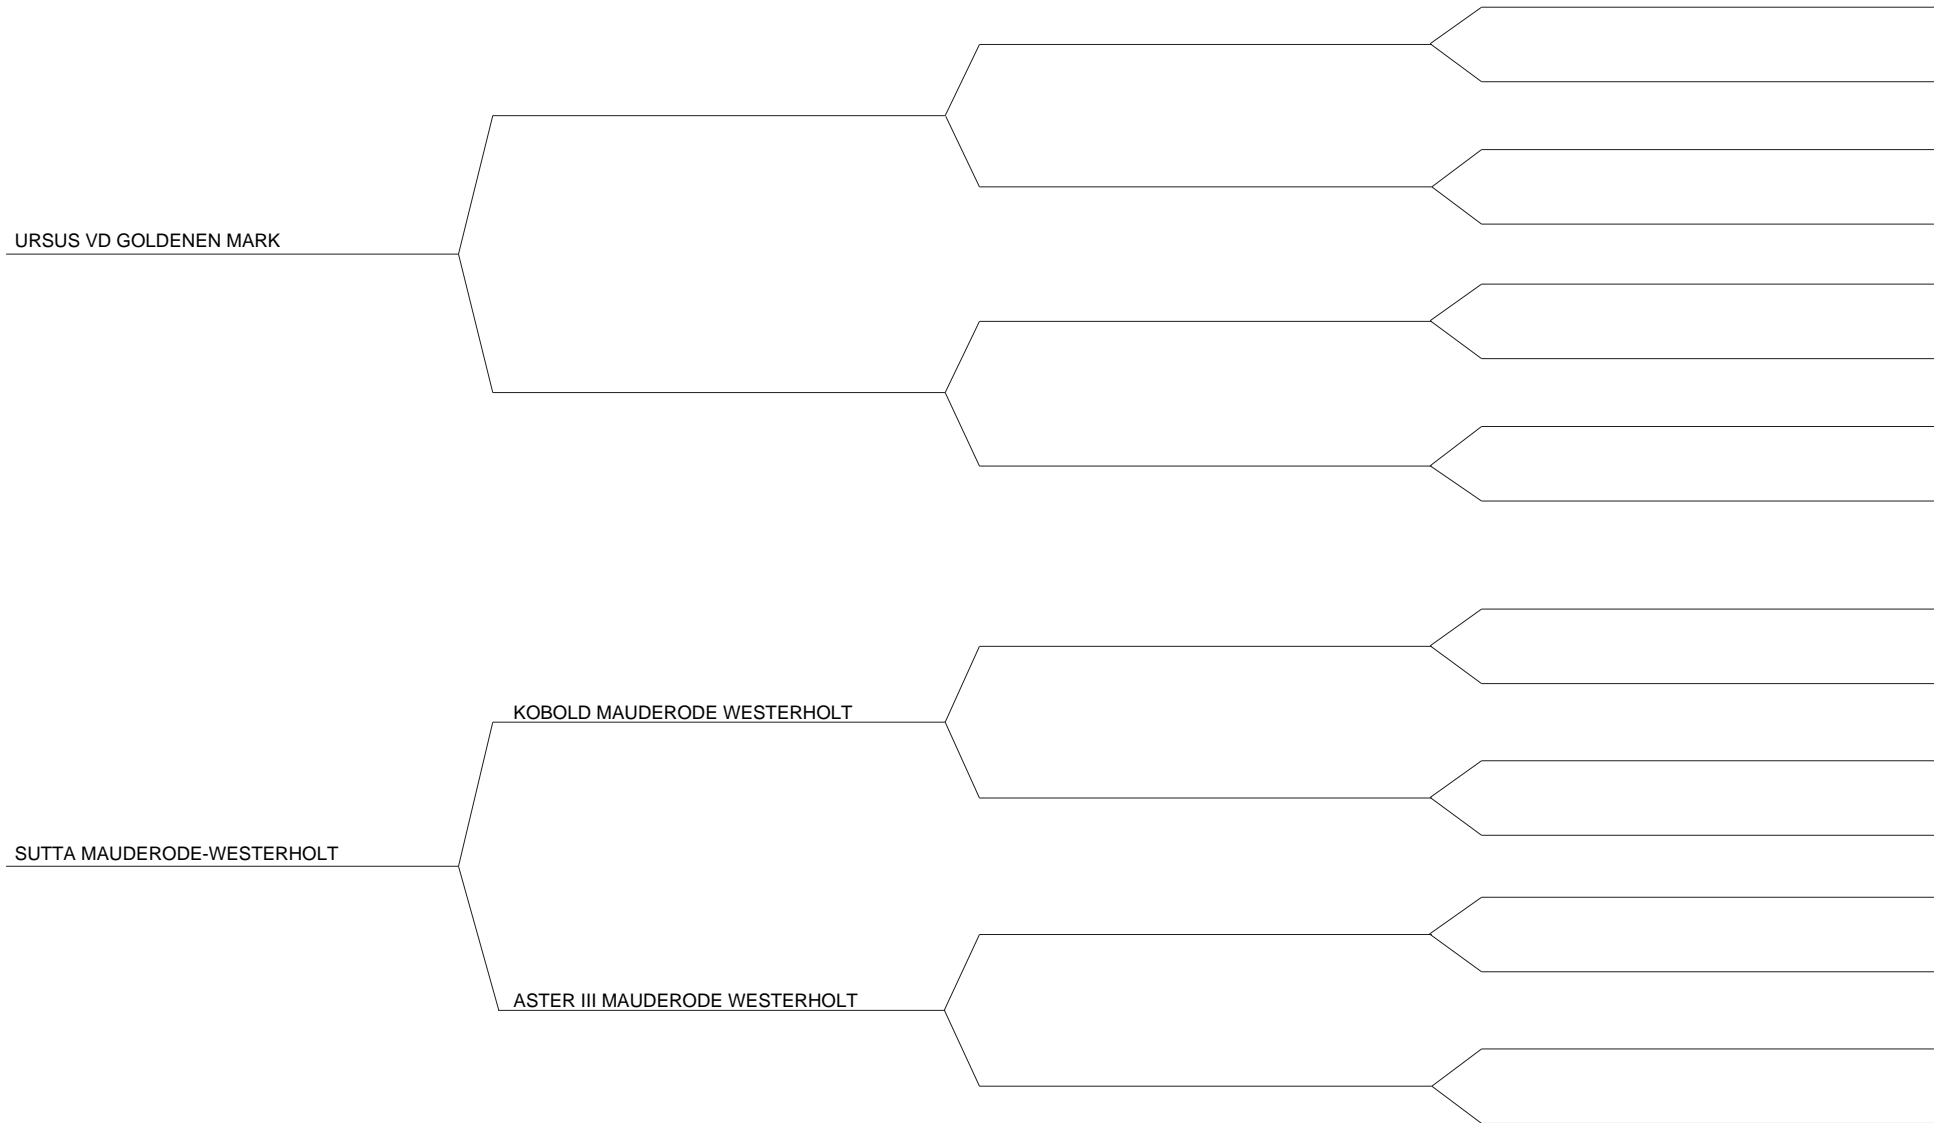 URSUS VD GOLDENEN MARK
KOBOLD MAUDERODE WESTERHOLT
SUTTA MAUDERODE-WESTERHOLT
ASTER III MAUDERODE WESTERHOLT